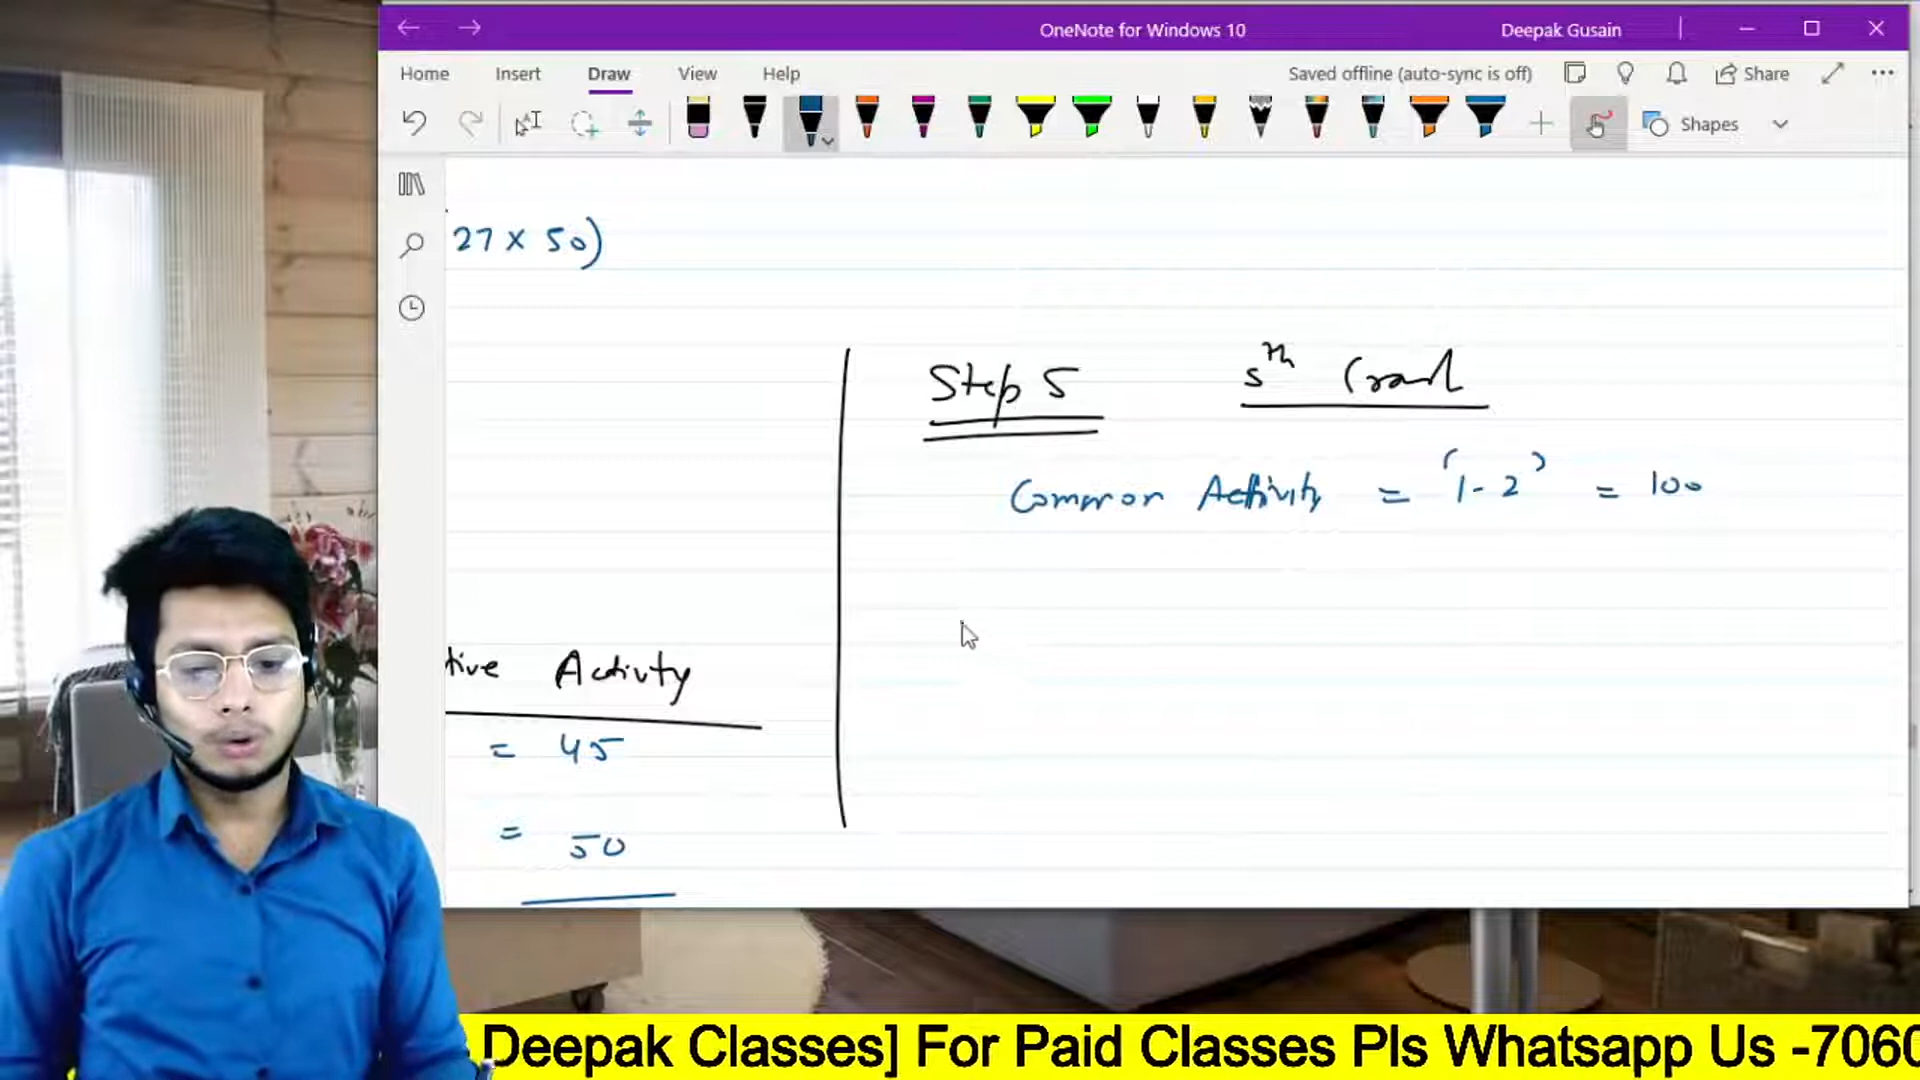 OneNote for Windows 10
Deepak Gusain
Home Insert Draw View Help
Saved offline (auto-sync is off) Share
Shapes
27 x 50)
Step 5 5th Crash
Common Activity = (1-2) = 100
tive Activty
= 45
= 50
Deepak Classes] For Paid Classes Pls Whatsapp Us -7060